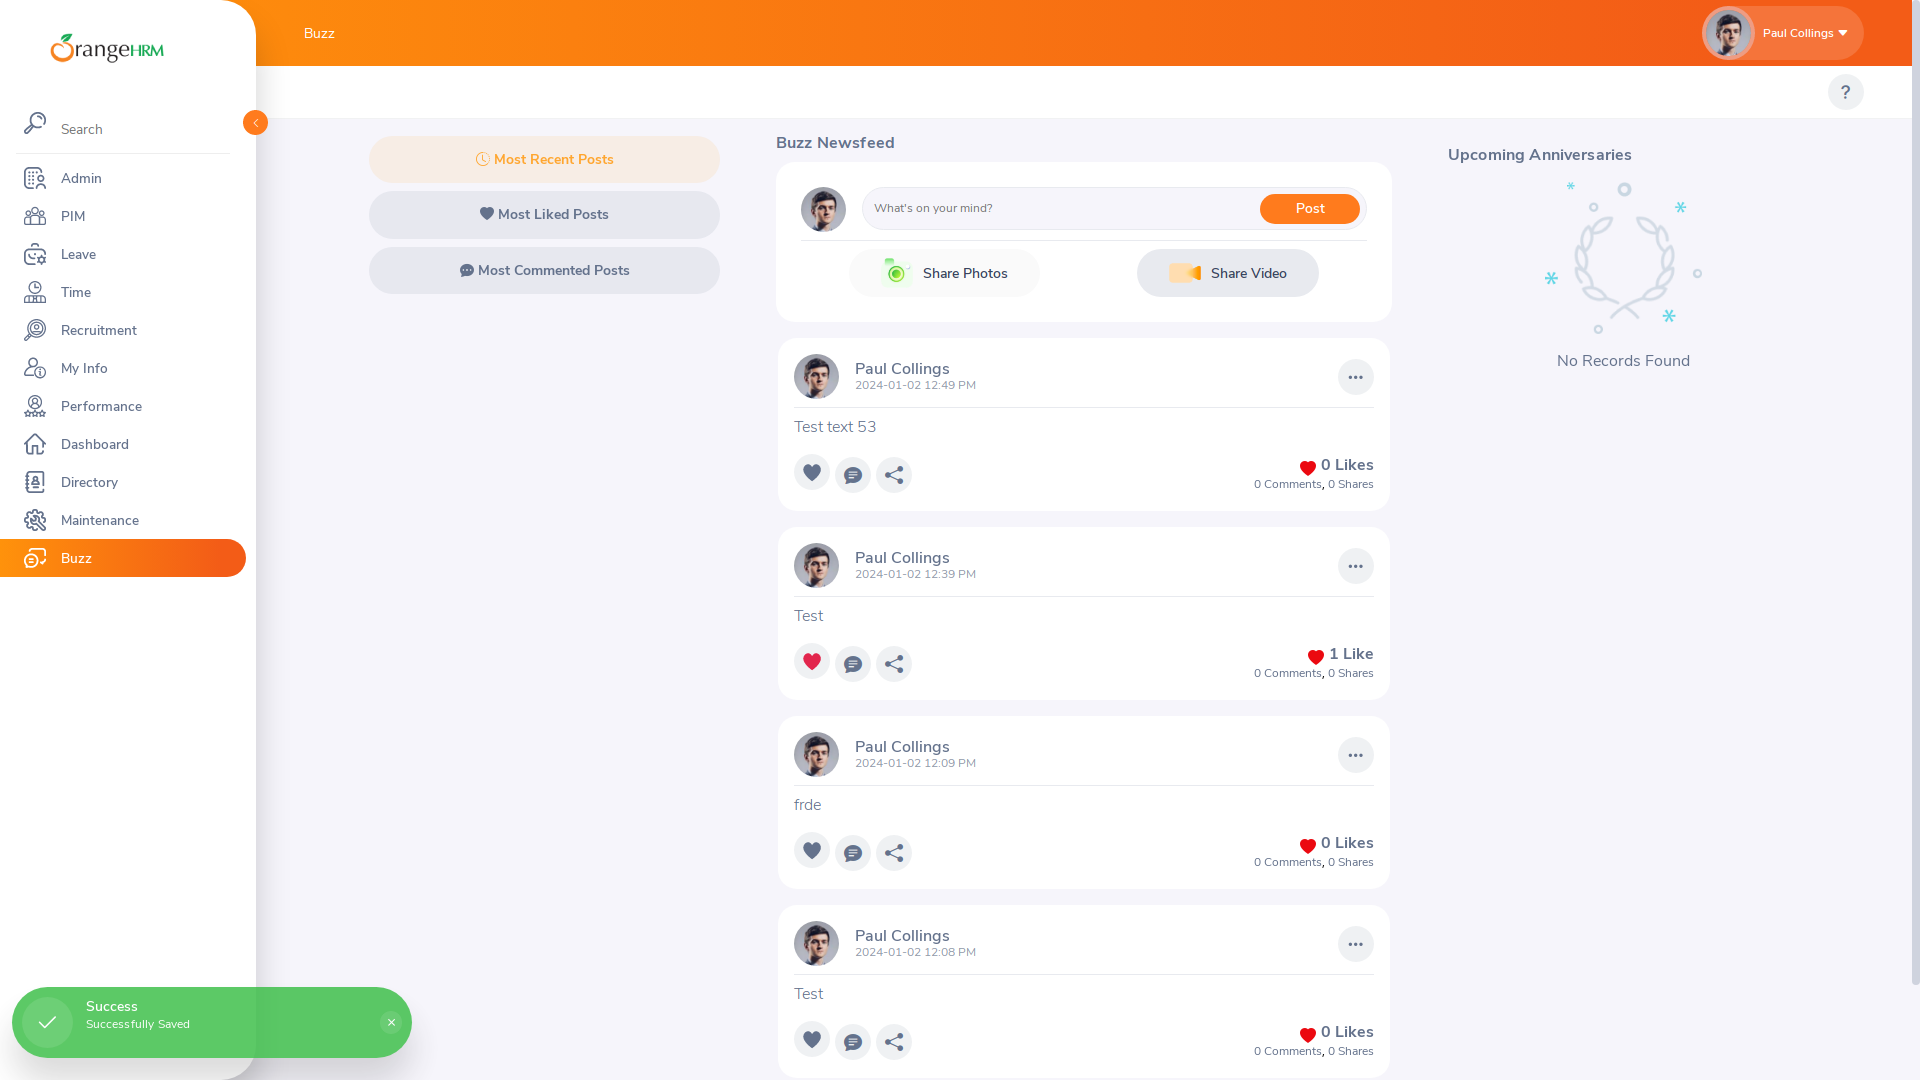 OrangeHRM
Search
Admin
PIM
Leave
Time
Recruitment
My Info
Performance
Dashboard
Directory
Maintenance
Buzz
Buzz
Paul Collings
?
Most Recent Posts
Most Liked Posts
Most Commented Posts
Buzz Newsfeed
What's on your mind?
Post
Share Photos
Share Video
Paul Collings
2024-01-02 12:49 PM
Test text 53
0 Likes
0 Comments, 0 Shares
Paul Collings
2024-01-02 12:39 PM
Test
1 Like
0 Comments, 0 Shares
Paul Collings
2024-01-02 12:09 PM
frde
0 Likes
0 Comments, 0 Shares
Paul Collings
2024-01-02 12:08 PM
Test
0 Likes
0 Comments, 0 Shares
Upcoming Anniversaries
No Records Found
Success
Successfully Saved